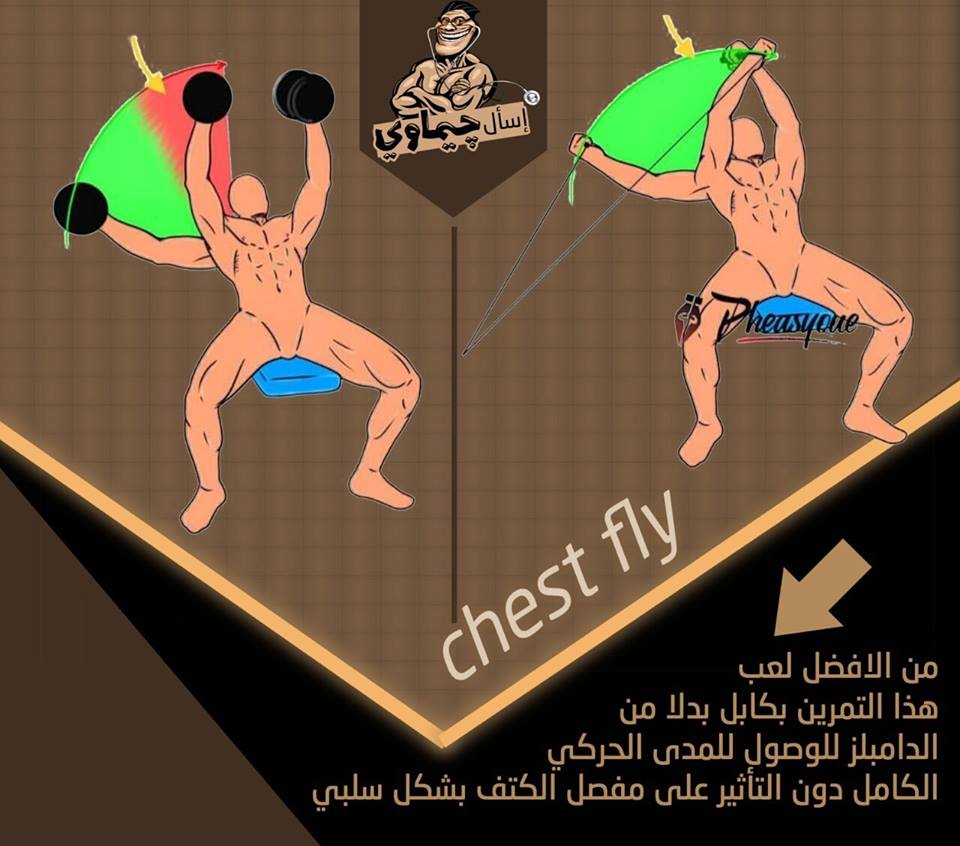 إسأل چيماوي
Pheasyque
chest fly
من الافضل لعب
هذا التمرين بكابل بدلا من
الدامبلز للوصول للمدى الحركي
الكامل دون التأثير على مفصل الكتف بشكل سلبي